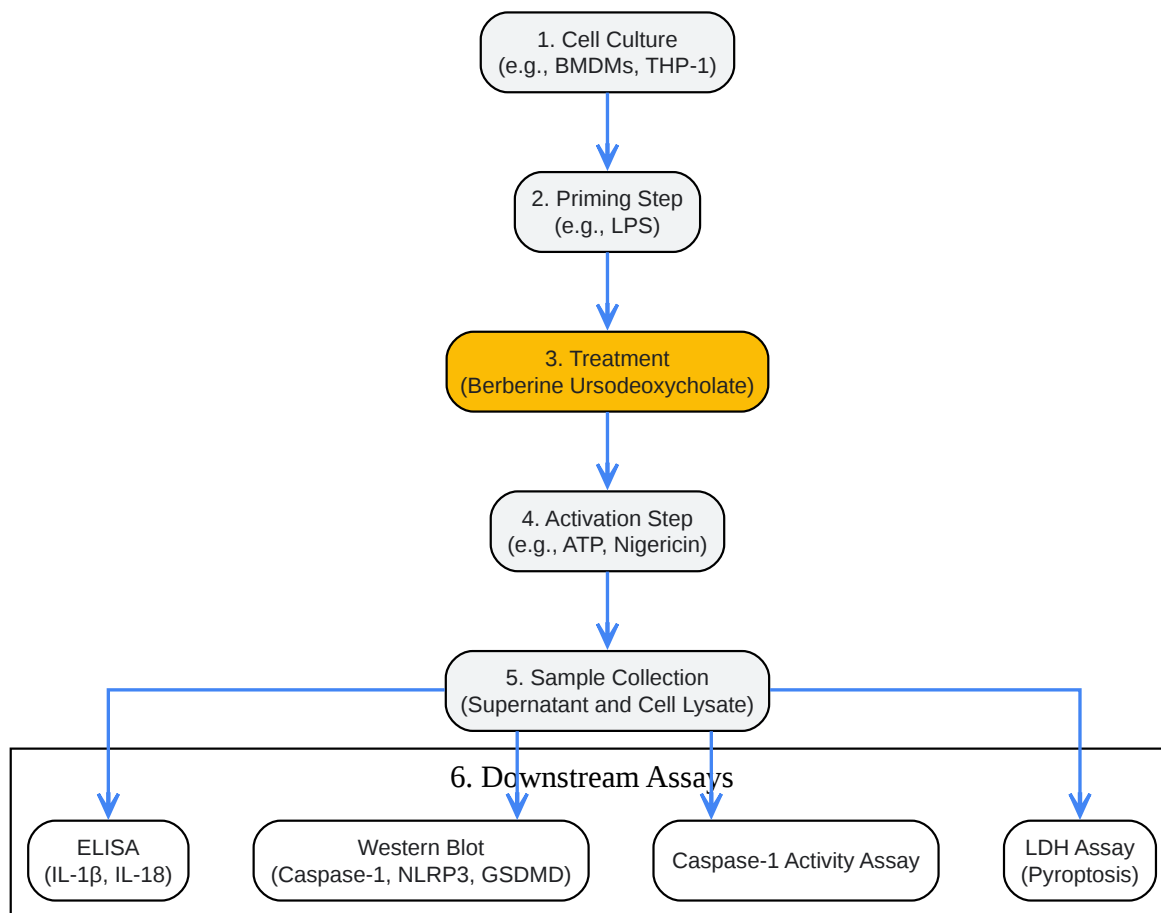 1. Cell Culture
(e.g., BMDMs, THP-1)
2. Priming Step
(e.g., LPS)
3. Treatment
(Berberine Ursodeoxycholate)
4. Activation Step
(e.g., ATP, Nigericin)
5. Sample Collection
(Supernatant and Cell Lysate)
6. Downstream Assays
ELISA
(IL-1β, IL-18)
Western Blot
(Caspase-1, NLRP3, GSDMD)
Caspase-1 Activity Assay
LDH Assay
(Pyroptosis)